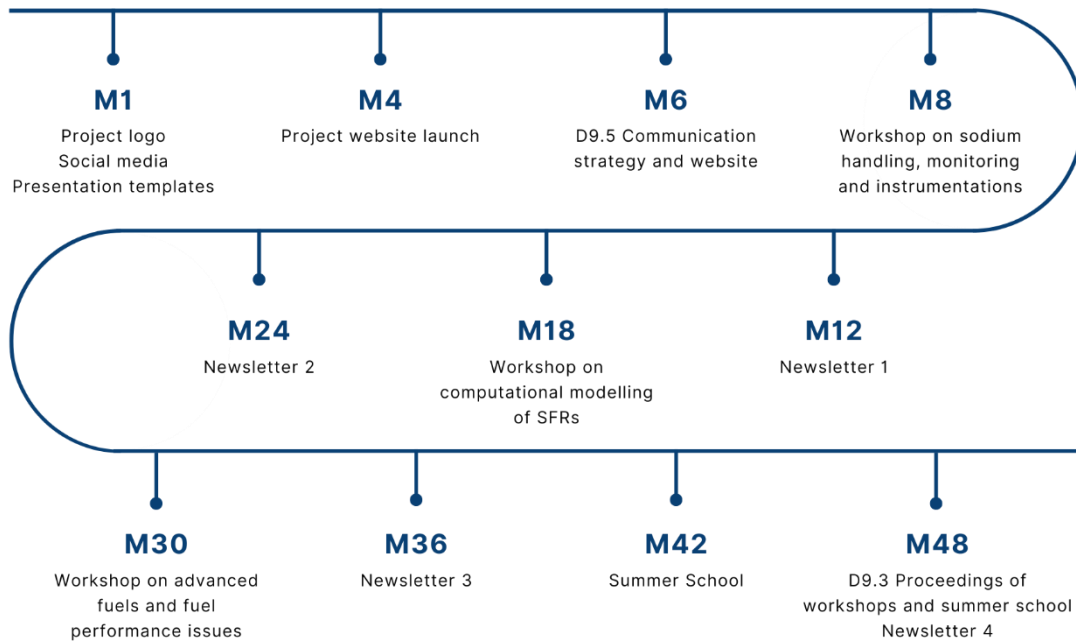 M1
Project logo
Social media
Presentation templates
M4
Project website launch
M6
D9.5 Communication
strategy and website
M8
Workshop on sodium
handling, monitoring
and instrumentations
M24
Newsletter 2
M18
Workshop on
computational modelling
of SFRs
M12
Newsletter 1
M30
Workshop on advanced
fuels and fuel
performance issues
M36
Newsletter 3
M42
Summer School
M48
D9.3 Proceedings of
workshops and summer school
Newsletter 4